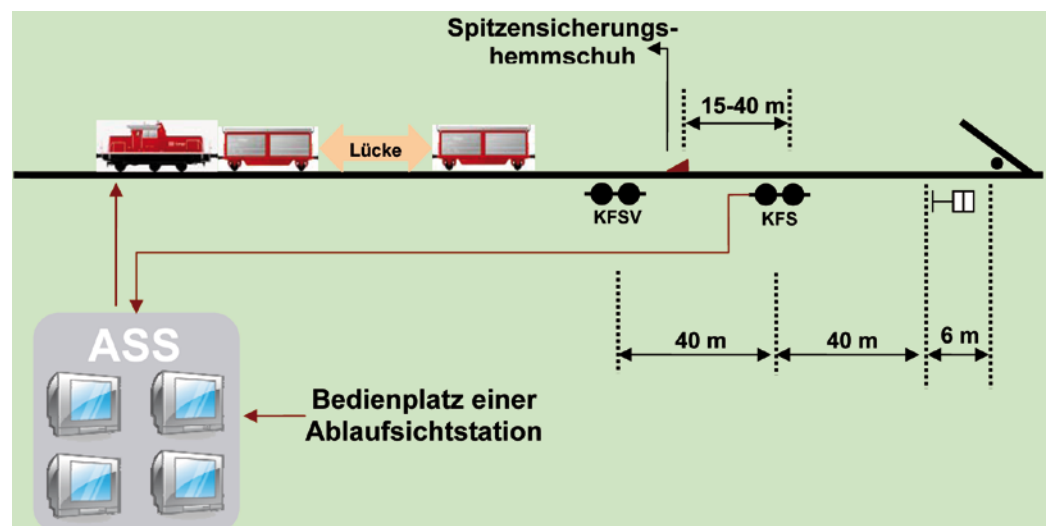 Spitzensicherungs-
hemmschuh
15-40 m
Lücke
KFSV
KFS
40 m
40 m
6 m
ASS
Bedienplatz einer
Ablaufsichtstation